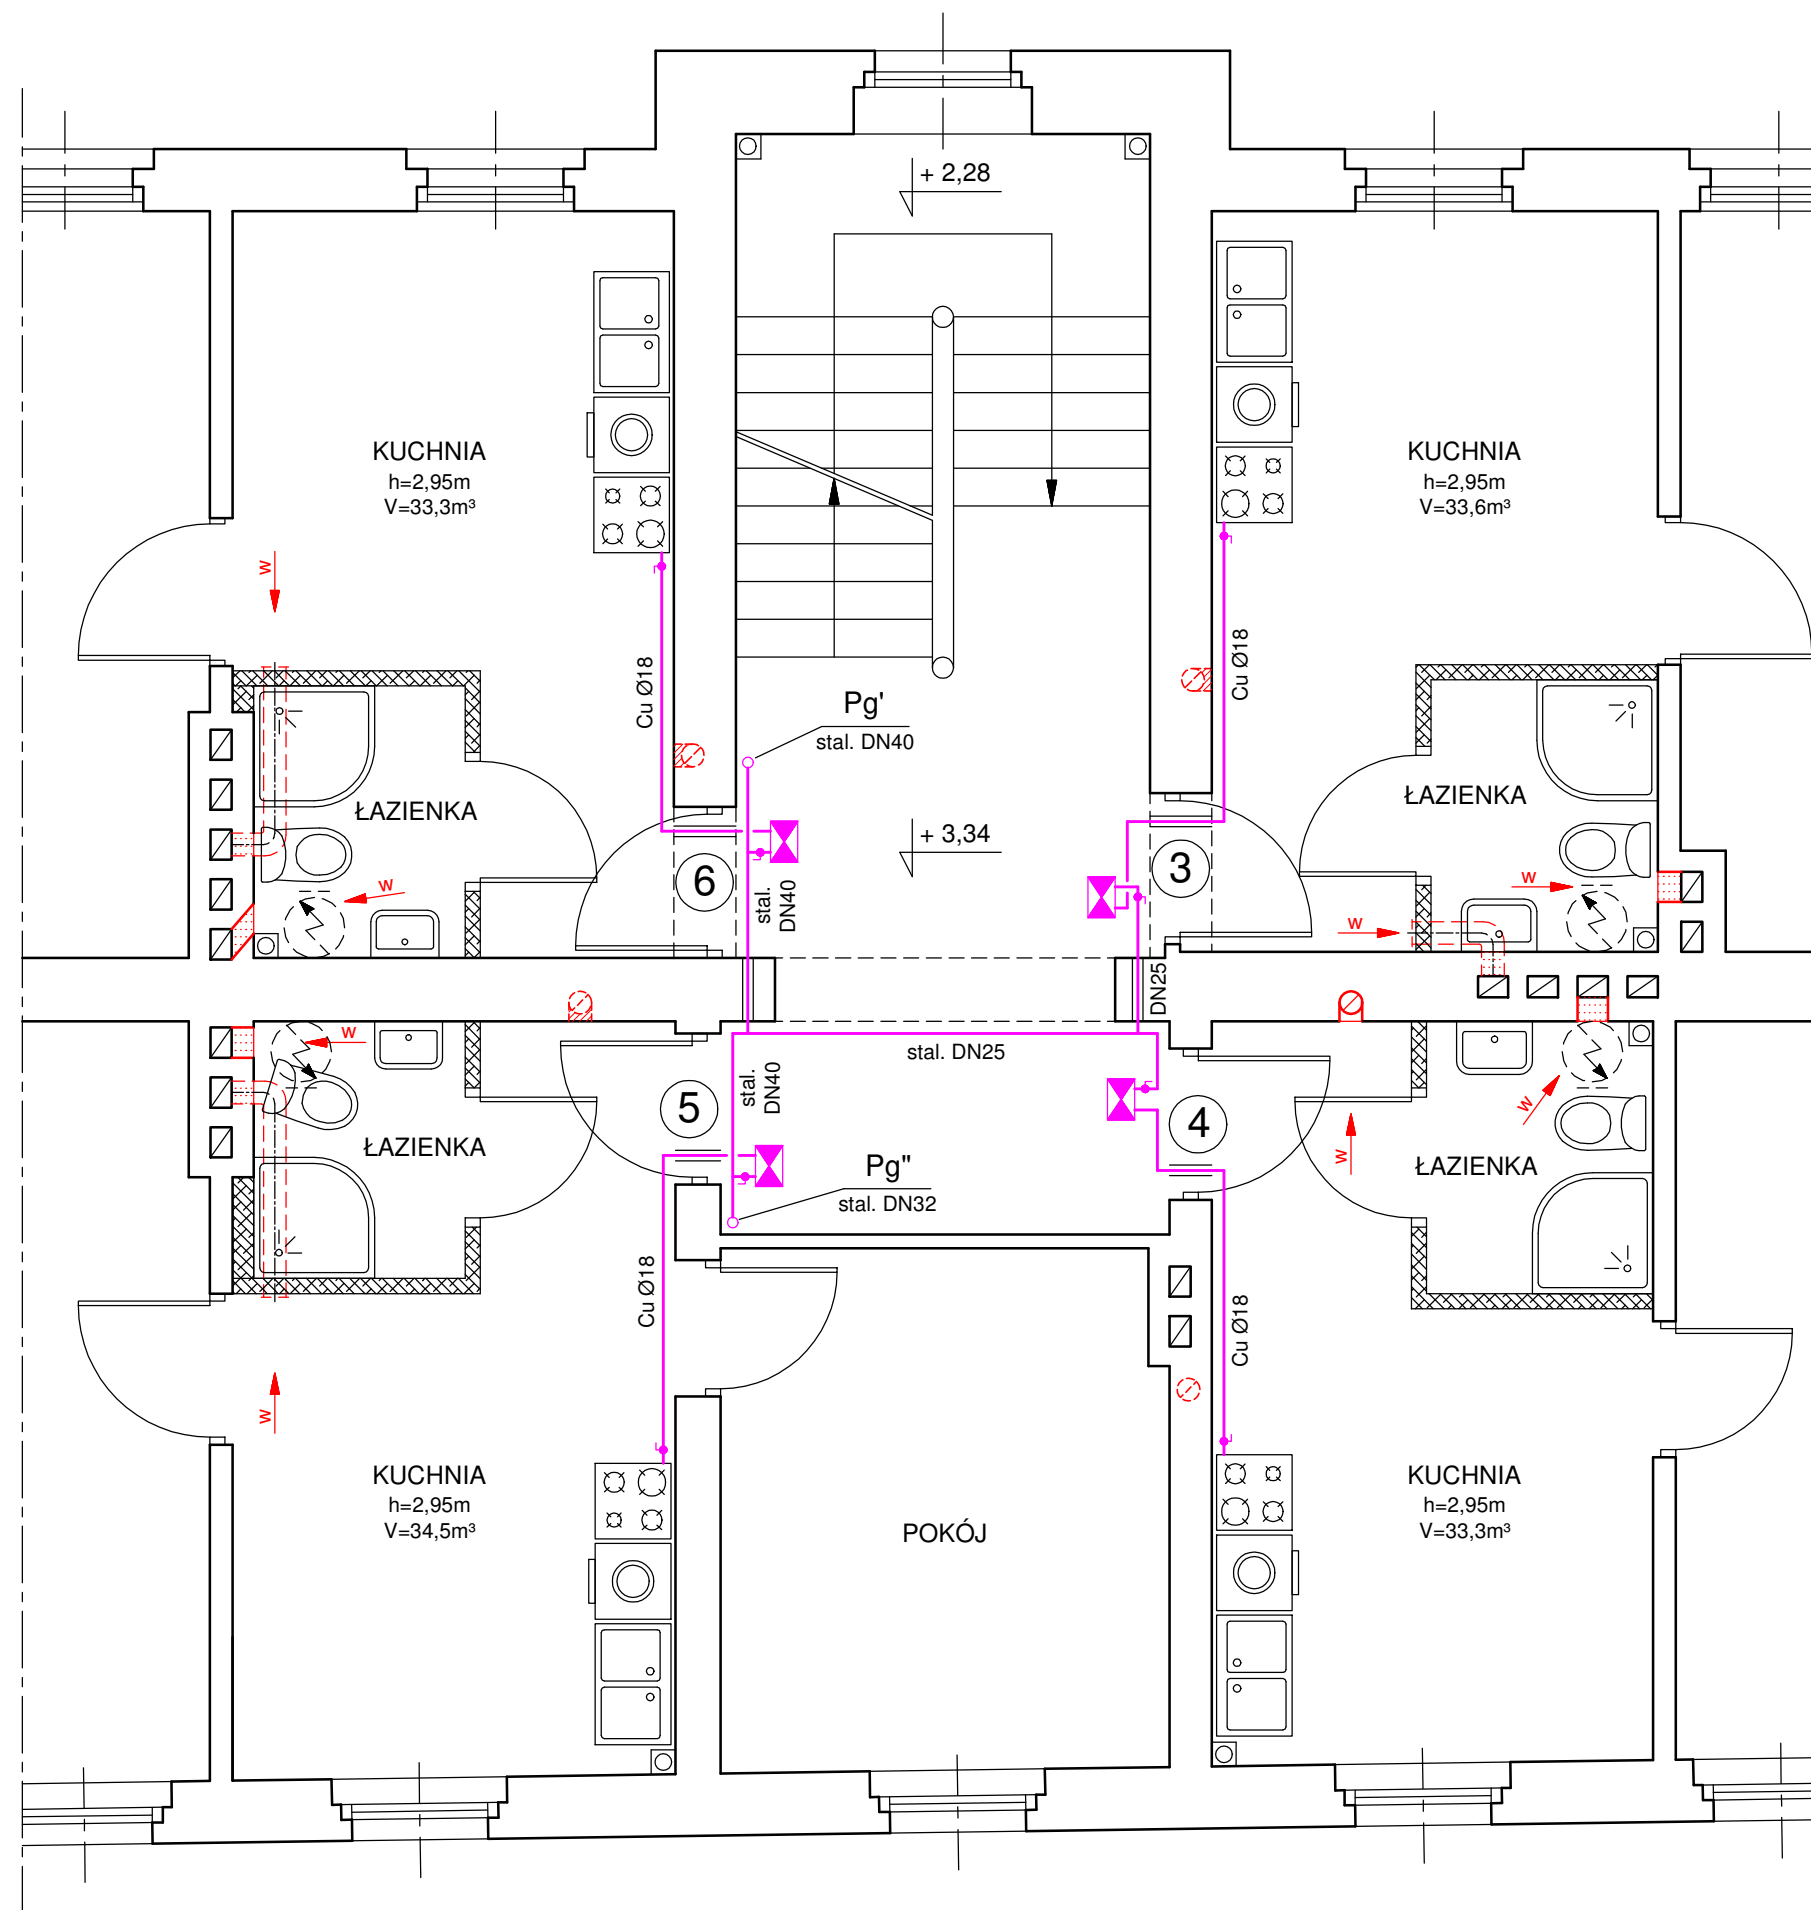 + 2,28
KUCHNIA
h=2,95m
V=33,3m³
KUCHNIA
h=2,95m
V=33,6m³
w
Cu Ø18
Cu Ø18
Pg'
stal. DN40
ŁAZIENKA
ŁAZIENKA
+ 3,34
6
3
w
w
w
stal.
DN40
DN25
w
stal. DN25
stal.
DN40
5
4
w
w
ŁAZIENKA
ŁAZIENKA
Pg"
stal. DN32
Cu Ø18
Cu Ø18
w
KUCHNIA
h=2,95m
V=34,5m³
POKÓJ
KUCHNIA
h=2,95m
V=33,3m³